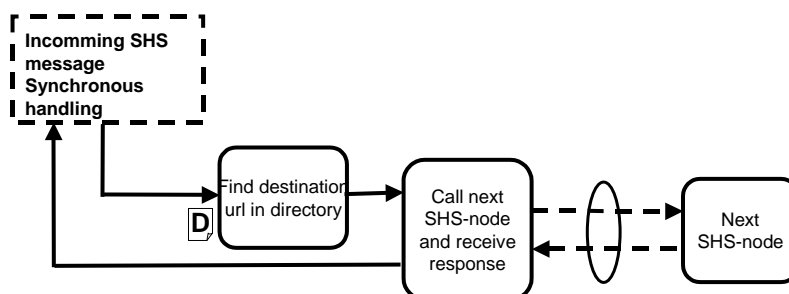 Incomming SHS
message
Synchronous
handling
Find destination
url in directory
D
Call next
SHS-node
and receive
response
Next
SHS-node